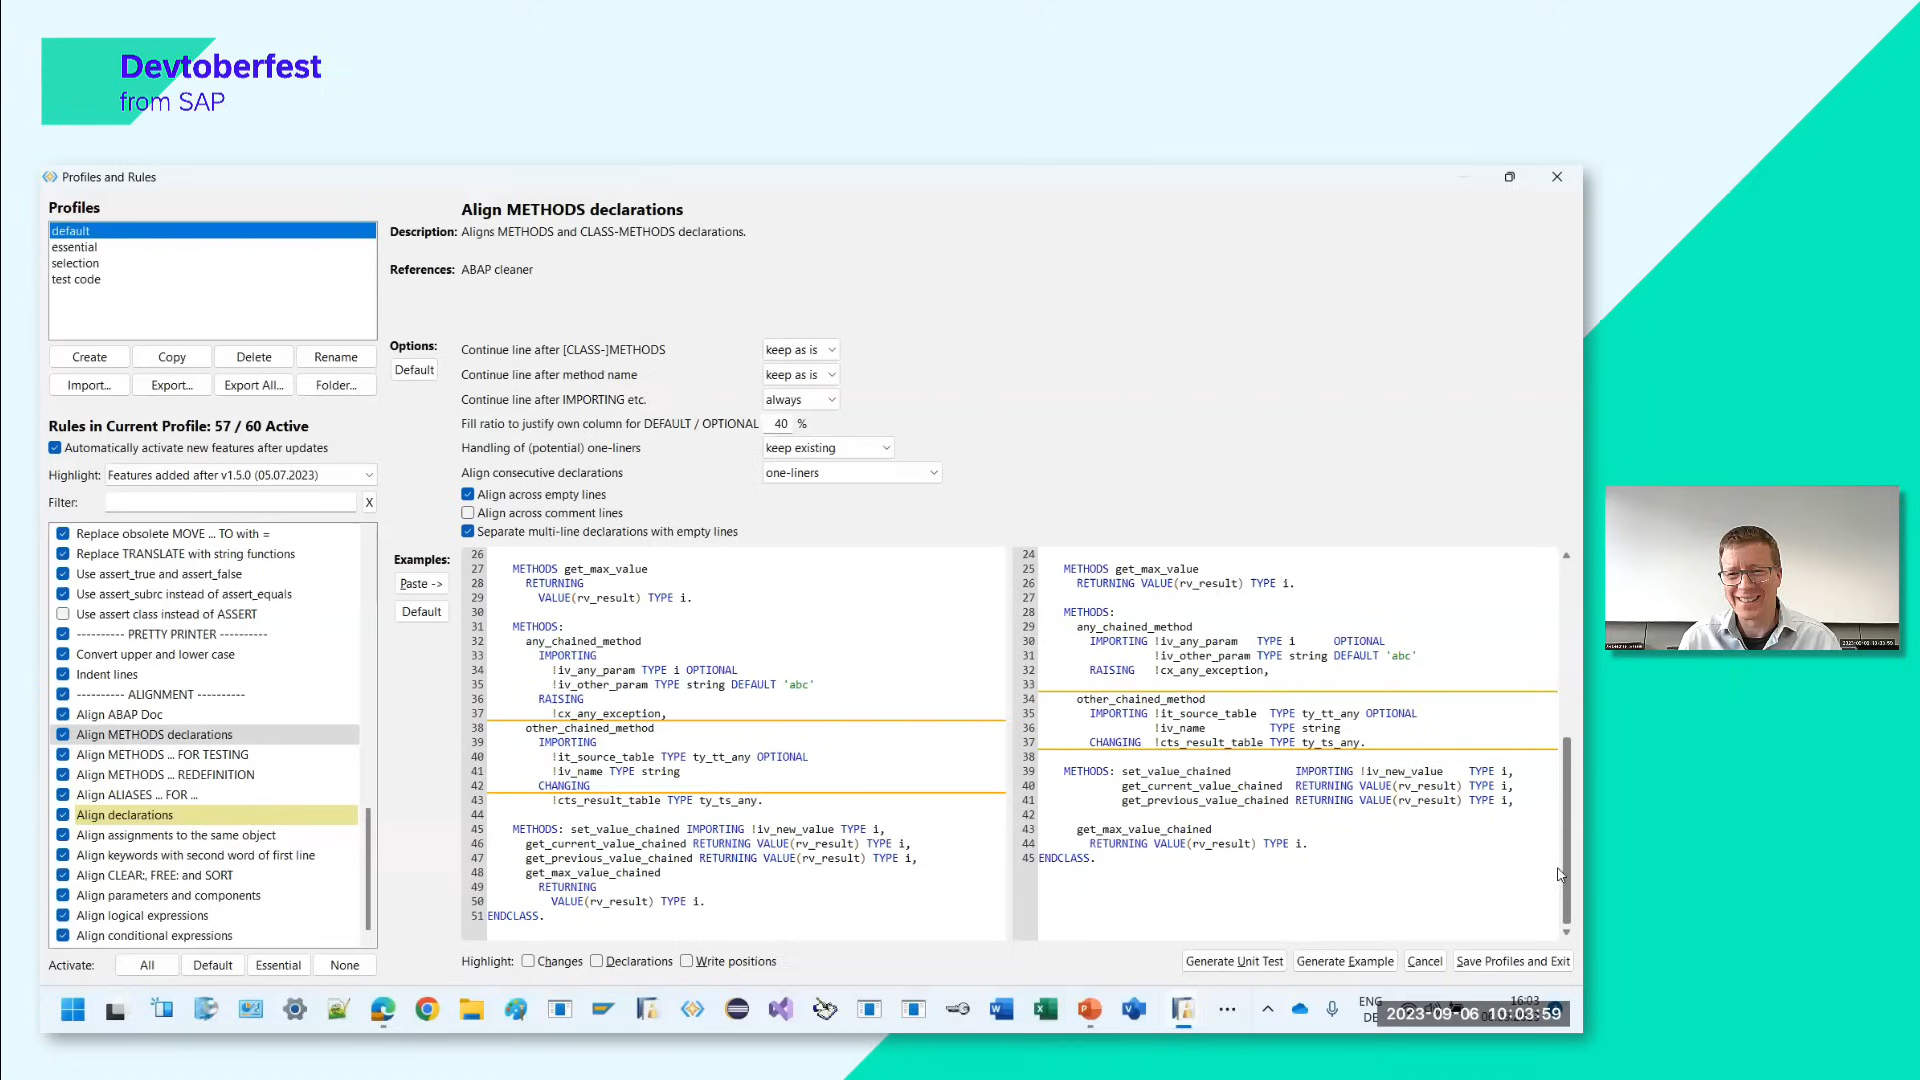 Devtoberfest
from SAP
Profiles and Rules
Profiles
default
essential
selection
test code
Create
Copy
Delete
Rename
Import...
Export...
Export All...
Folder...
Rules in Current Profile: 57 / 60 Active
Automatically activate new features after updates
Highlight: Features added after v1.5.0 (05.07.2023)
Filter:
X
Replace obsolete MOVE ... TO with =
Replace TRANSLATE with string functions
Use assert_true and assert_false
Use assert_subrc instead of assert_equals
Use assert class instead of ASSERT
---------- PRETTY PRINTER ----------
Convert upper and lower case
Indent lines
---------- ALIGNMENT ----------
Align ABAP Doc
Align METHODS declarations
Align METHODS ... FOR TESTING
Align METHODS ... REDEFINITION
Align ALIASES ... FOR ...
Align declarations
Align assignments to the same object
Align keywords with second word of first line
Align CLEAR:, FREE: and SORT
Align parameters and components
Align logical expressions
Align conditional expressions
Activate:
All
Default
Essential
None
Align METHODS declarations
Description: Aligns METHODS and CLASS-METHODS declarations.
References: ABAP cleaner
Options:
Default
Continue line after [CLASS-]METHODS keep as is
Continue line after method name keep as is
Continue line after IMPORTING etc. always
Fill ratio to justify own column for DEFAULT / OPTIONAL 40 %
Handling of (potential) one-liners keep existing
Align consecutive declarations one-liners
Align across empty lines
Align across comment lines
Separate multi-line declarations with empty lines
Examples:
Paste ->
Default
26
27 METHODS get_max_value
28 RETURNING
29 VALUE(rv_result) TYPE i.
30
31 METHODS:
32 any_chained_method
33 IMPORTING
34 !iv_any_param TYPE i OPTIONAL
35 !iv_other_param TYPE string DEFAULT 'abc'
36 RAISING
37 !cx_any_exception,
38 other_chained_method
39 IMPORTING
40 !it_source_table TYPE ty_tt_any OPTIONAL
41 !iv_name TYPE string
42 CHANGING
43 !cts_result_table TYPE ty_ts_any.
44
45 METHODS: set_value_chained IMPORTING !iv_new_value TYPE i,
46 get_current_value_chained RETURNING VALUE(rv_result) TYPE i,
47 get_previous_value_chained RETURNING VALUE(rv_result) TYPE i,
48 get_max_value_chained
49 RETURNING
50 VALUE(rv_result) TYPE i.
51 ENDCLASS.
24
25 METHODS get_max_value
26 RETURNING VALUE(rv_result) TYPE i.
27
28 METHODS:
29 any_chained_method
30 IMPORTING !iv_any_param TYPE i OPTIONAL
31 !iv_other_param TYPE string DEFAULT 'abc'
32 RAISING !cx_any_exception,
33
34 other_chained_method
35 IMPORTING !it_source_table TYPE ty_tt_any OPTIONAL
36 !iv_name TYPE string
37 CHANGING !cts_result_table TYPE ty_ts_any.
38
39 METHODS: set_value_chained IMPORTING !iv_new_value TYPE i,
40 get_current_value_chained RETURNING VALUE(rv_result) TYPE i,
41 get_previous_value_chained RETURNING VALUE(rv_result) TYPE i,
42
43 get_max_value_chained
44 RETURNING VALUE(rv_result) TYPE i.
45 ENDCLASS.
Highlight: Changes Declarations Write positions
Generate Unit Test
Generate Example
Cancel
Save Profiles and Exit
ENG
DE
16:03
2023-09-06 10:03:59